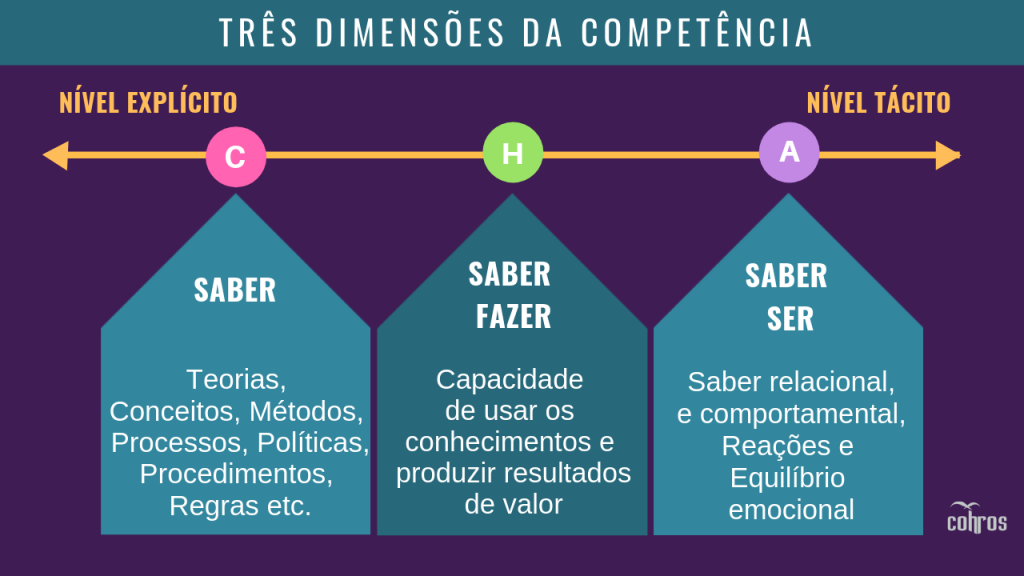 TRÊS DIMENSÕES DA COMPETÊNCIA
NÍVEL EXPLÍCITO
NÍVEL TÁCITO
C
H
A
SABER
Teorias,
Conceitos, Métodos,
Processos, Políticas,
Procedimentos,
Regras etc.
SABER
FAZER
Capacidade
de usar os
conhecimentos e
produzir resultados
de valor
SABER
SER
Saber relacional,
e comportamental,
Reações e
Equilíbrio
emocional
cohros